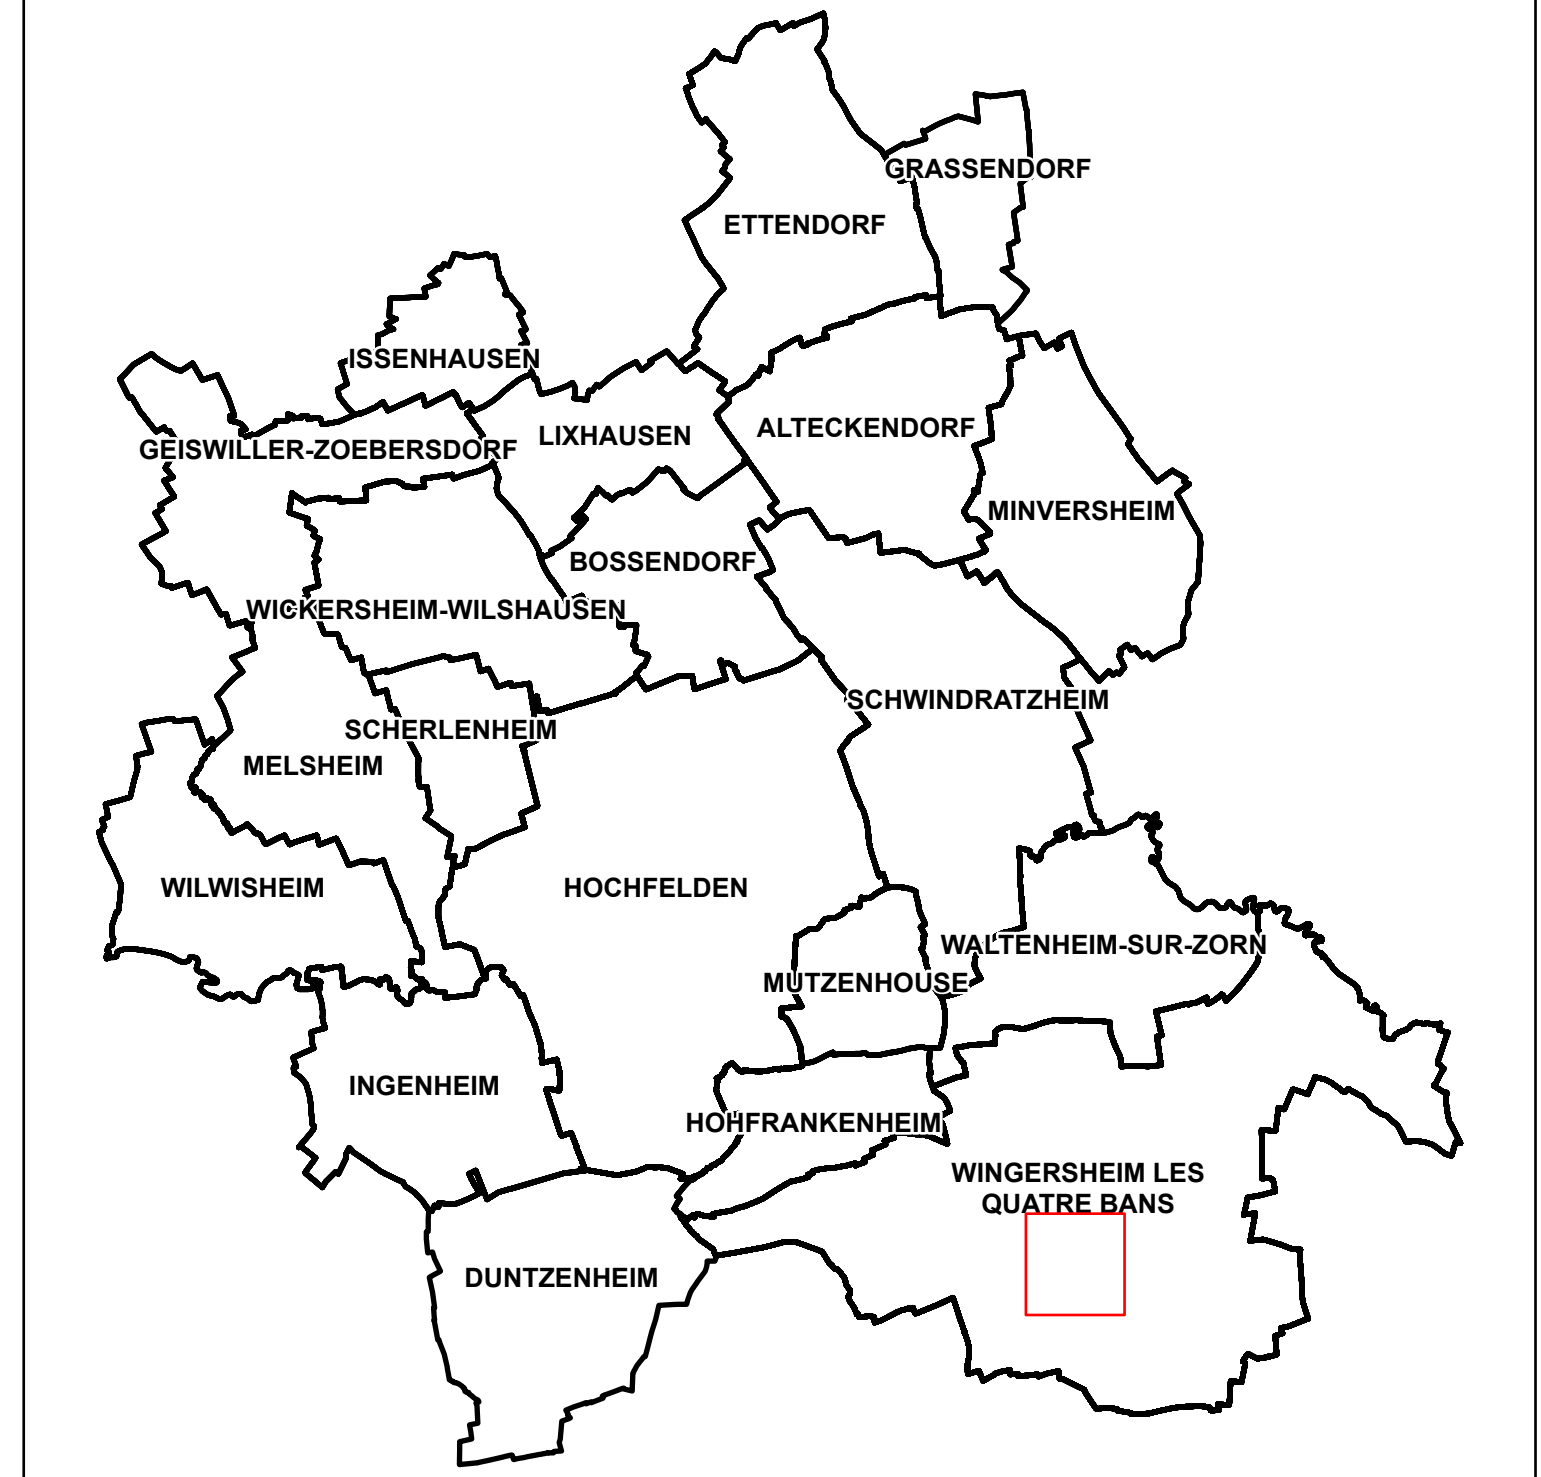 GRASSENDORF
ETTENDORF
ISSENHAUSEN
ALTECKENDORF
LIXHAUSEN
GEISWILLER-ZOEBERSDORF
MINVERSHEIM
BOSSENDORF
WICKERSHEIM-WILSHAUSEN
SCHWINDRATZHEIM
SCHERLENHEIM
MELSHEIM
WILWISHEIM
HOCHFELDEN
WALTENHEIM-SUR-ZORN
MUTZENHOUSE
INGENHEIM
HOHFRANKENHEIM
WINGERSHEIM LES
QUATRE BANS
DUNTZENHEIM